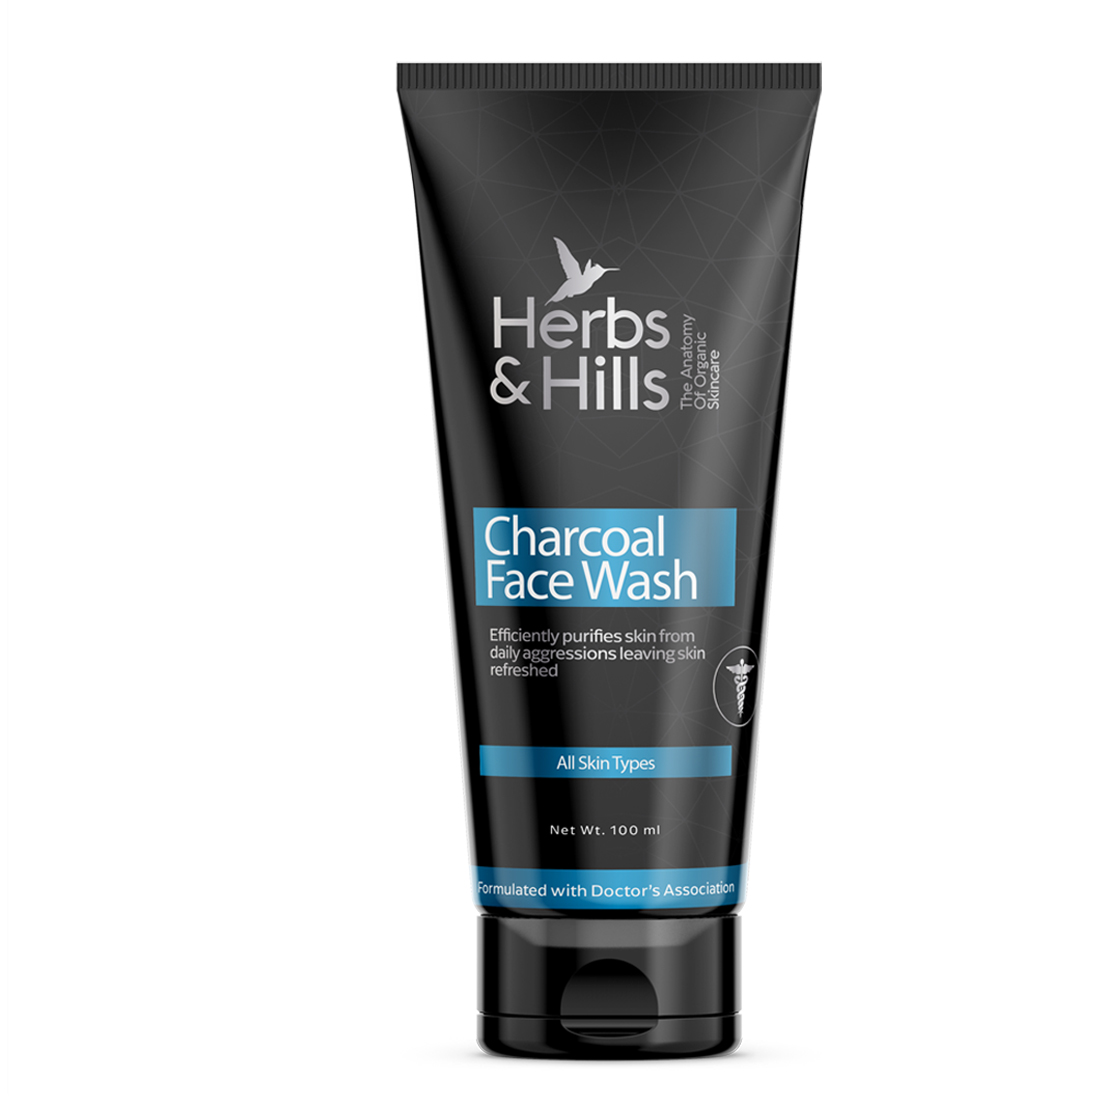 Herbs
& Hills
The Anatomy
Of Organic
Skincare
Charcoal
Face Wash
Efficiently purifies skin from
daily aggressions leaving skin
refreshed
All Skin Types
Net Wt. 100 ml
Formulated with Doctor's Association